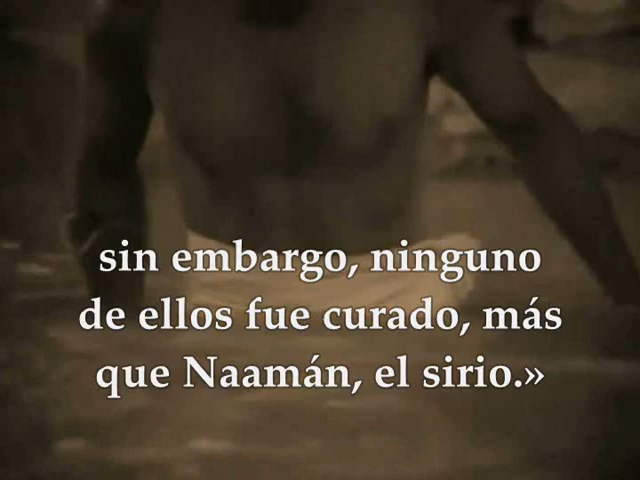 sin embargo, ninguno
de ellos fue curado, más
que Naamán, el sirio.»